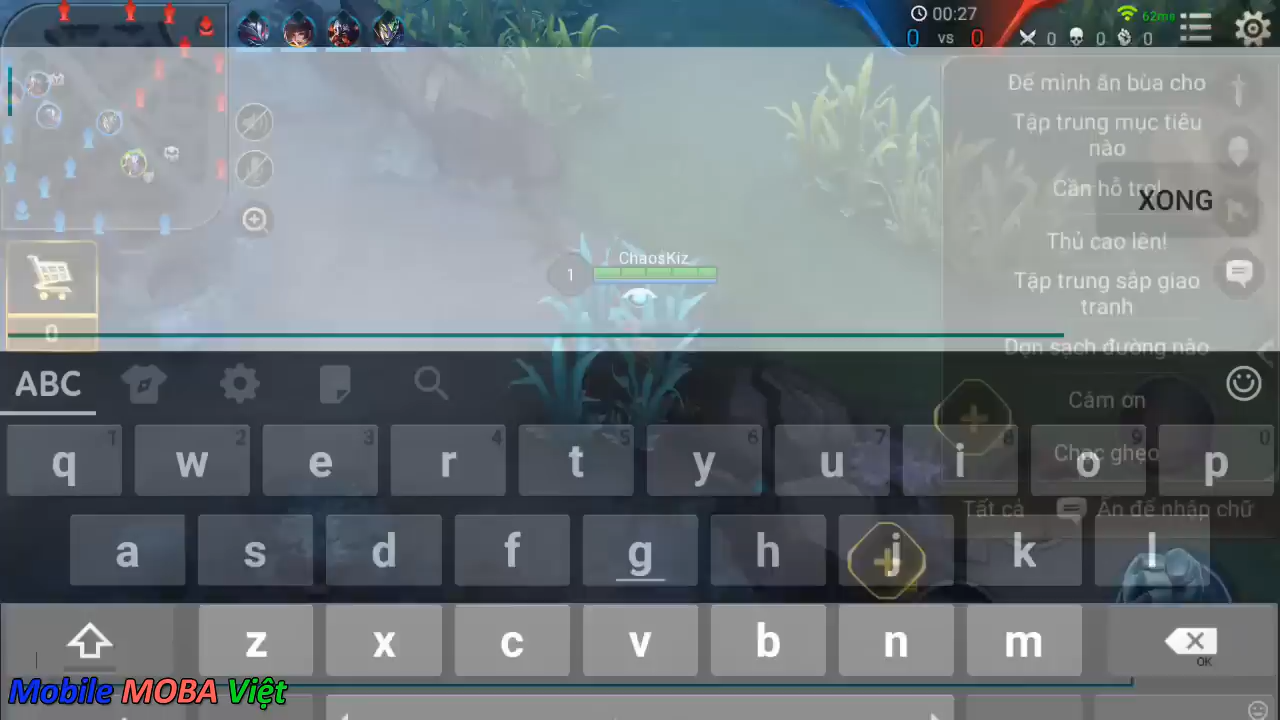 00:27
62ms
0 vs 0
0
0
0
Để mình ăn bùa cho
Tập trung mục tiêu
nào
Cần hỗ trợ!
XONG
Thủ cao lên!
Tập trung sắp giao
tranh
ChaosKiz
1
0
Dọn sạch đường nào
ABC
Cảm ơn
Chọc ghẹo
1 2 3 4 5 6 7 8 9 0
q w e r t y u i o p
Tất cả
Ấn để nhập chữ
a s d f g h j k l
z x c v b n m
OK
Mobile MOBA Việt